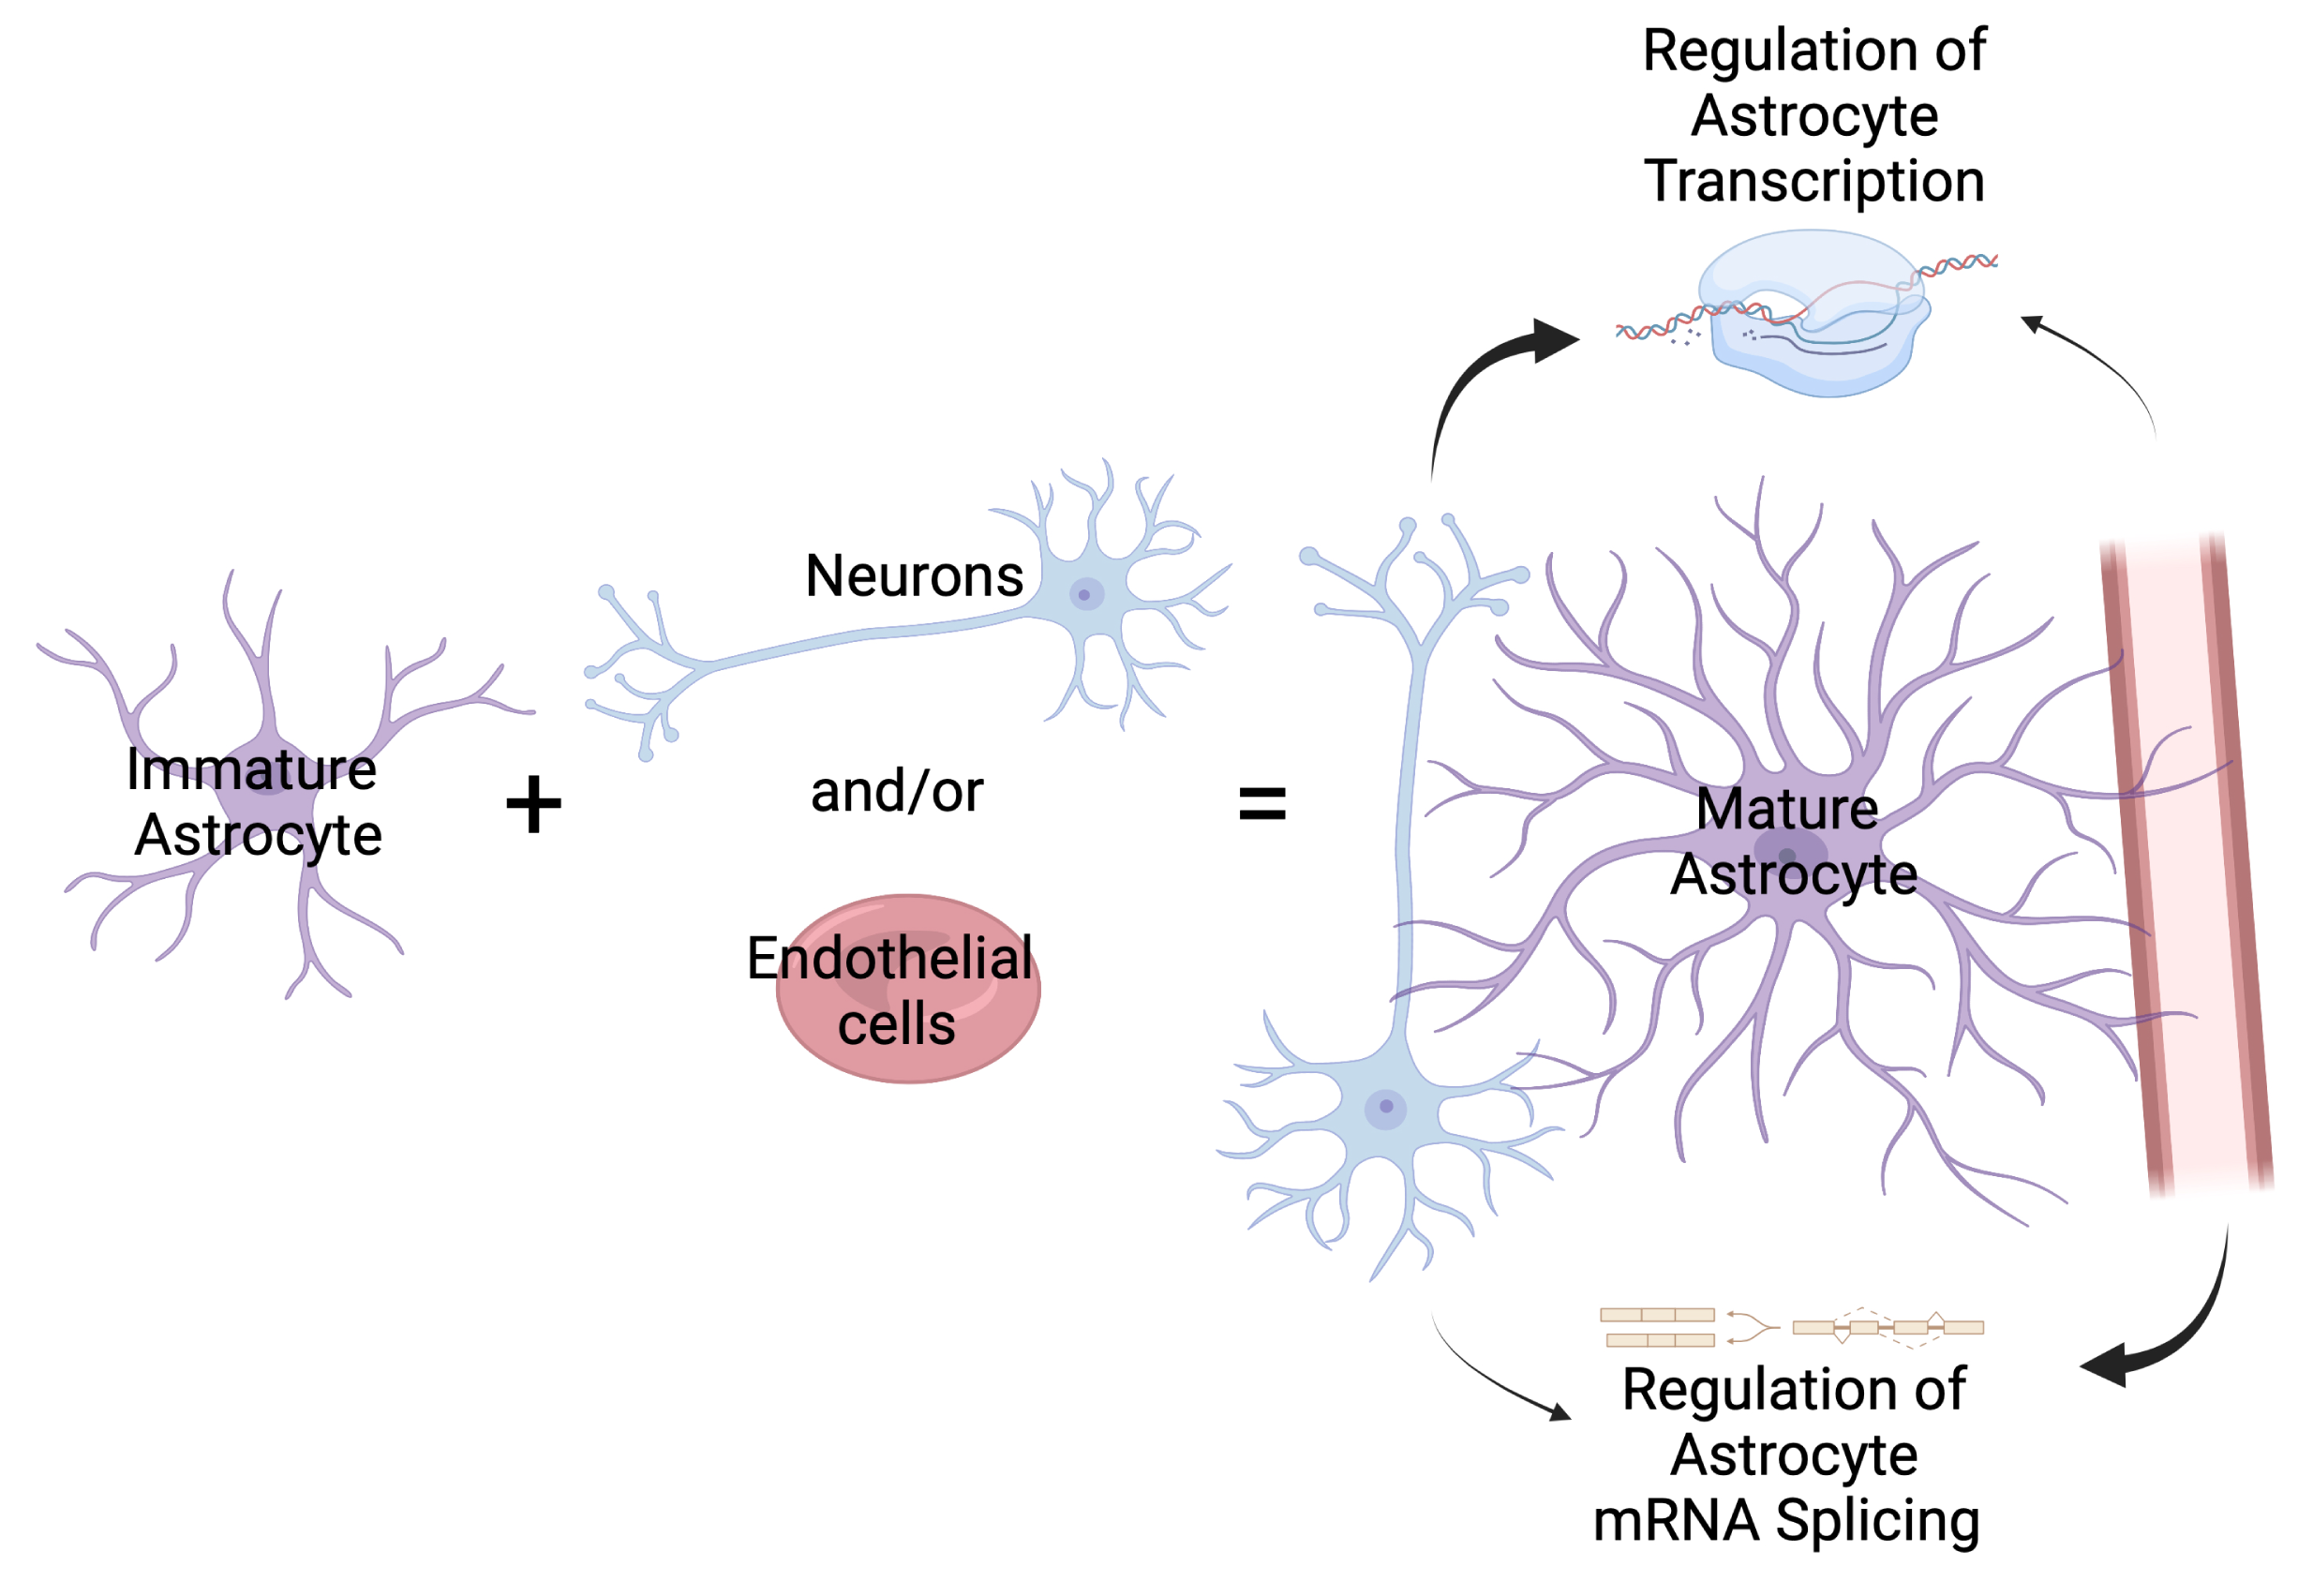 Regulation of
Astrocyte
Transcription
Neurons
Immature
Astrocyte
+
and/or
=
Mature
Astrocyte
Endothelial
cells
Regulation of
Astrocyte
mRNA Splicing